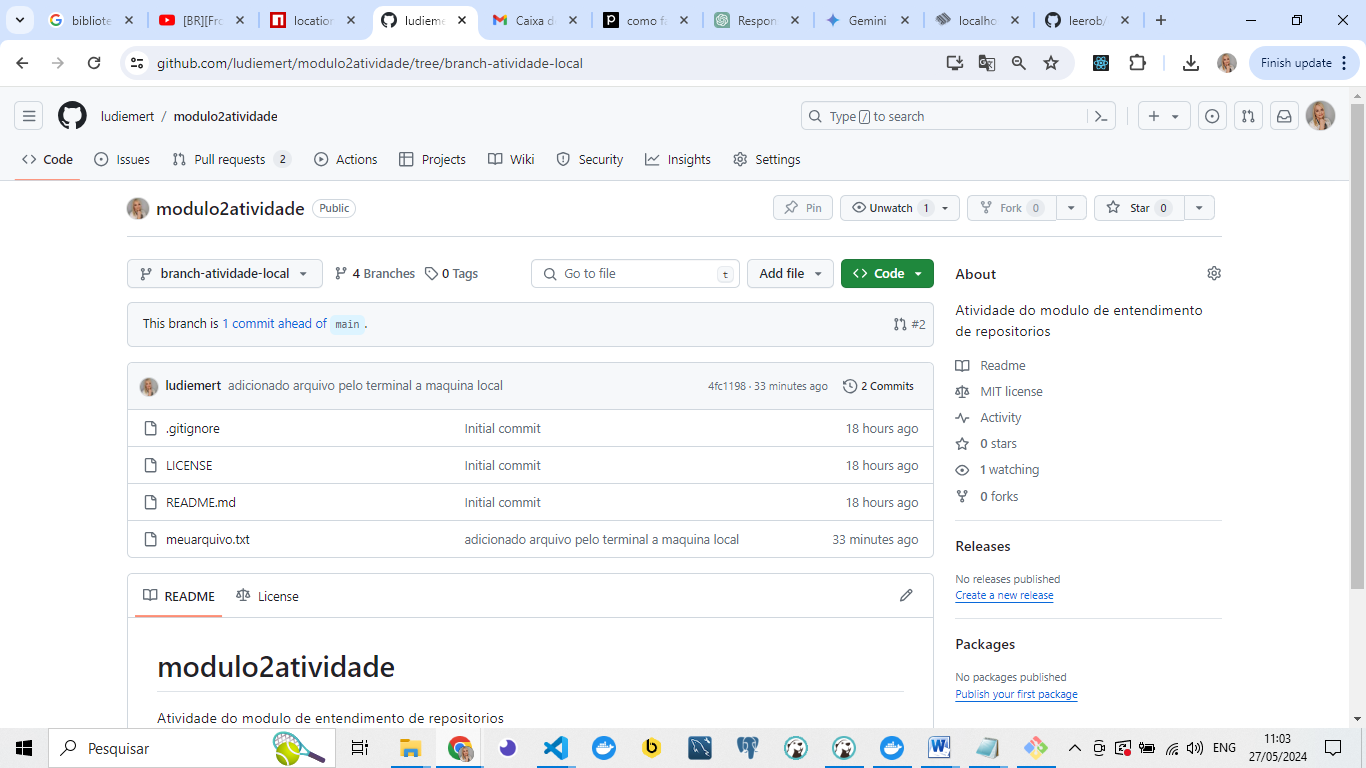 bibliote
[BR][Fro
location
ludieme
Caixa d
como fa
Respon
Gemini
localho
leerob/
github.com/ludiemert/modulo2atividade/tree/branch-atividade-local
Finish update
ludiemert / modulo2atividade
Type / to search
Code
Issues
Pull requests 2
Actions
Projects
Wiki
Security
Insights
Settings
modulo2atividade Public
Pin
Unwatch 1
Fork 0
Star 0
branch-atividade-local
4 Branches
0 Tags
Go to file
t
Add file
Code
This branch is 1 commit ahead of main .
#2
ludiemert adicionado arquivo pelo terminal a maquina local
4fc1198 · 33 minutes ago
2 Commits
.gitignore Initial commit 18 hours ago
LICENSE Initial commit 18 hours ago
README.md Initial commit 18 hours ago
meuarquivo.txt adicionado arquivo pelo terminal a maquina local 33 minutes ago
README
License
modulo2atividade
Atividade do modulo de entendimento de repositorios
About
Atividade do modulo de entendimento
de repositorios
Readme
MIT license
Activity
0 stars
1 watching
0 forks
Releases
No releases published
Create a new release
Packages
No packages published
Publish your first package
Pesquisar
ENG
11:03
27/05/2024